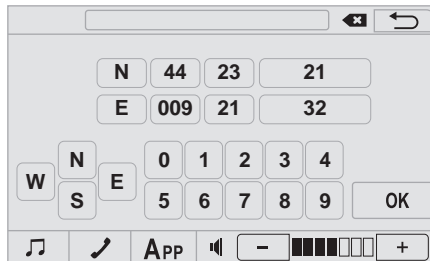 N 44 23 21
E 009 21 32
N 0 1 2 3 4
W E
S 5 6 7 8 9 OK
APP - +